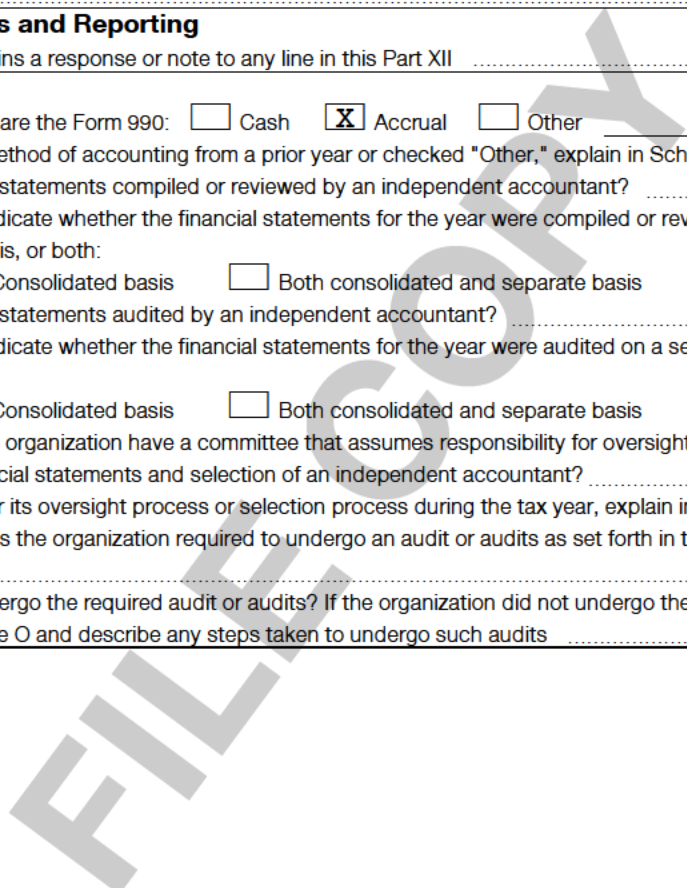 s and Reporting
ins a response or note to any line in this Part XII
are the Form 990: Cash X Accrual Other
ethod of accounting from a prior year or checked "Other," explain in Sch
statements compiled or reviewed by an independent accountant?
dicate whether the financial statements for the year were compiled or rev
is, or both:
Consolidated basis Both consolidated and separate basis
statements audited by an independent accountant?
dicate whether the financial statements for the year were audited on a se
Consolidated basis Both consolidated and separate basis
organization have a committee that assumes responsibility for oversight
cial statements and selection of an independent accountant?
r its oversight process or selection process during the tax year, explain in
s the organization required to undergo an audit or audits as set forth in t
ergo the required audit or audits? If the organization did not undergo the
e O and describe any steps taken to undergo such audits
FILE COPY